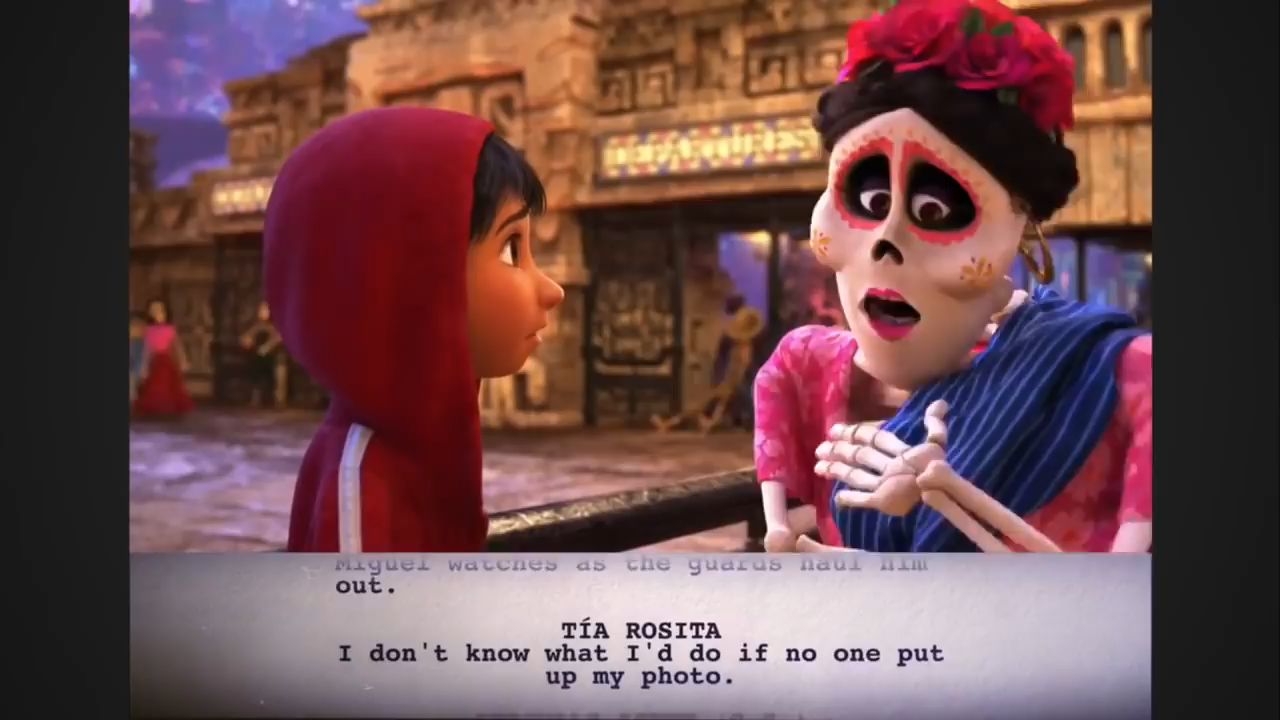 DEPARTURES
Miguel watches as the guards haul him
out.
TÍA ROSITA
I don't know what I'd do if no one put
up my photo.